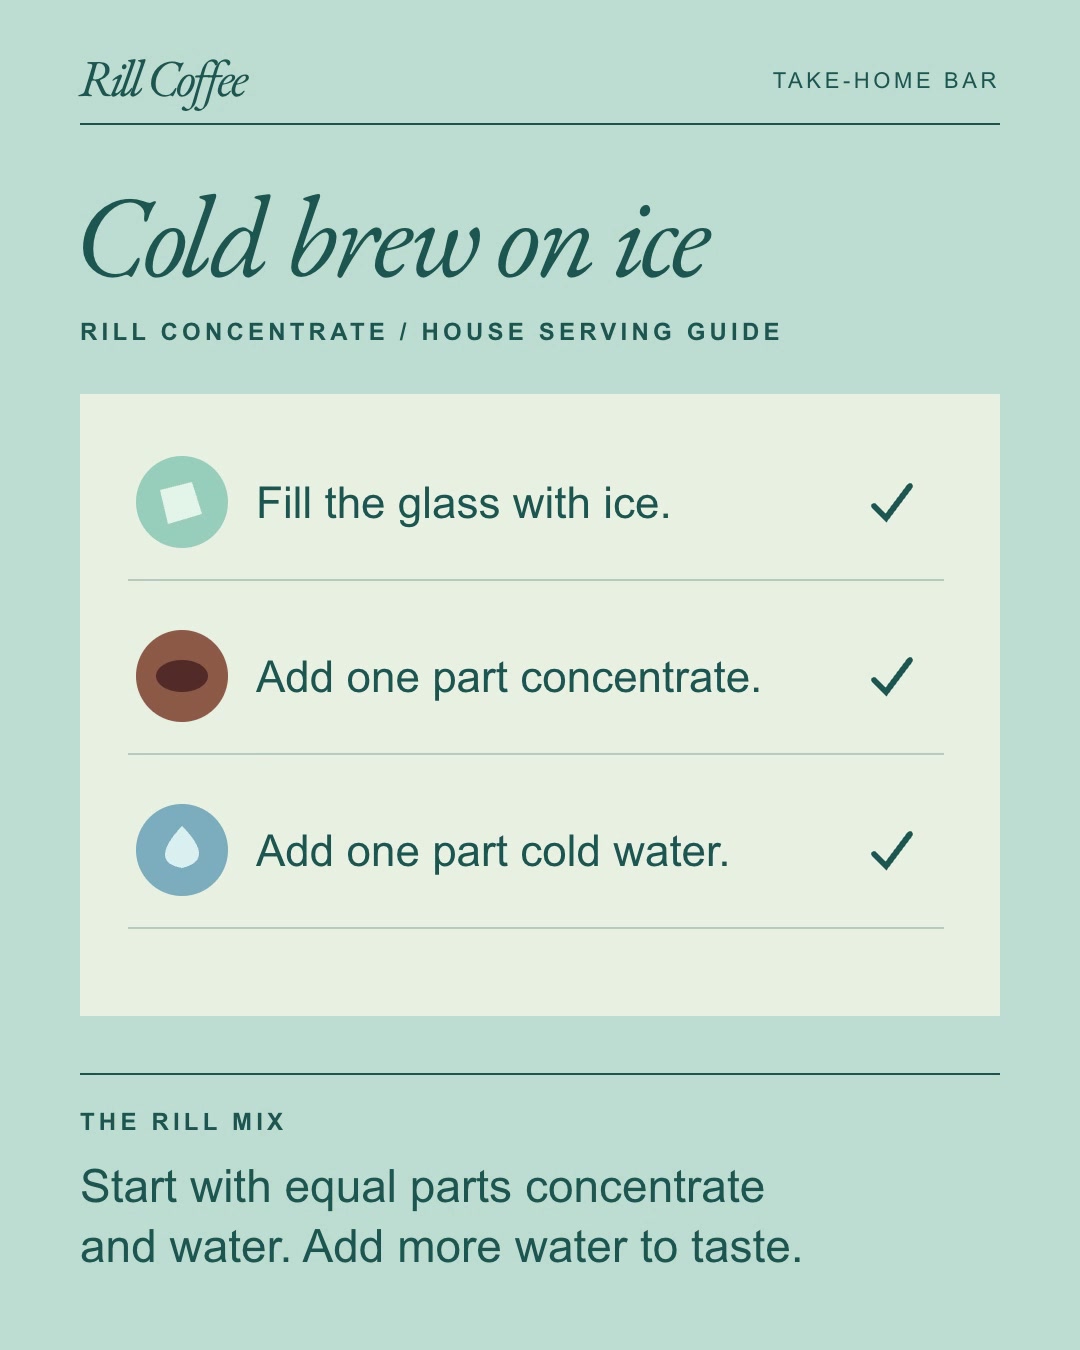 Rill Coffee
TAKE-HOME BAR
Cold brew on ice
RILL CONCENTRATE / HOUSE SERVING GUIDE
Fill the glass with ice.
Add one part concentrate.
Add one part cold water.
THE RILL MIX
Start with equal parts concentrate
and water. Add more water to taste.